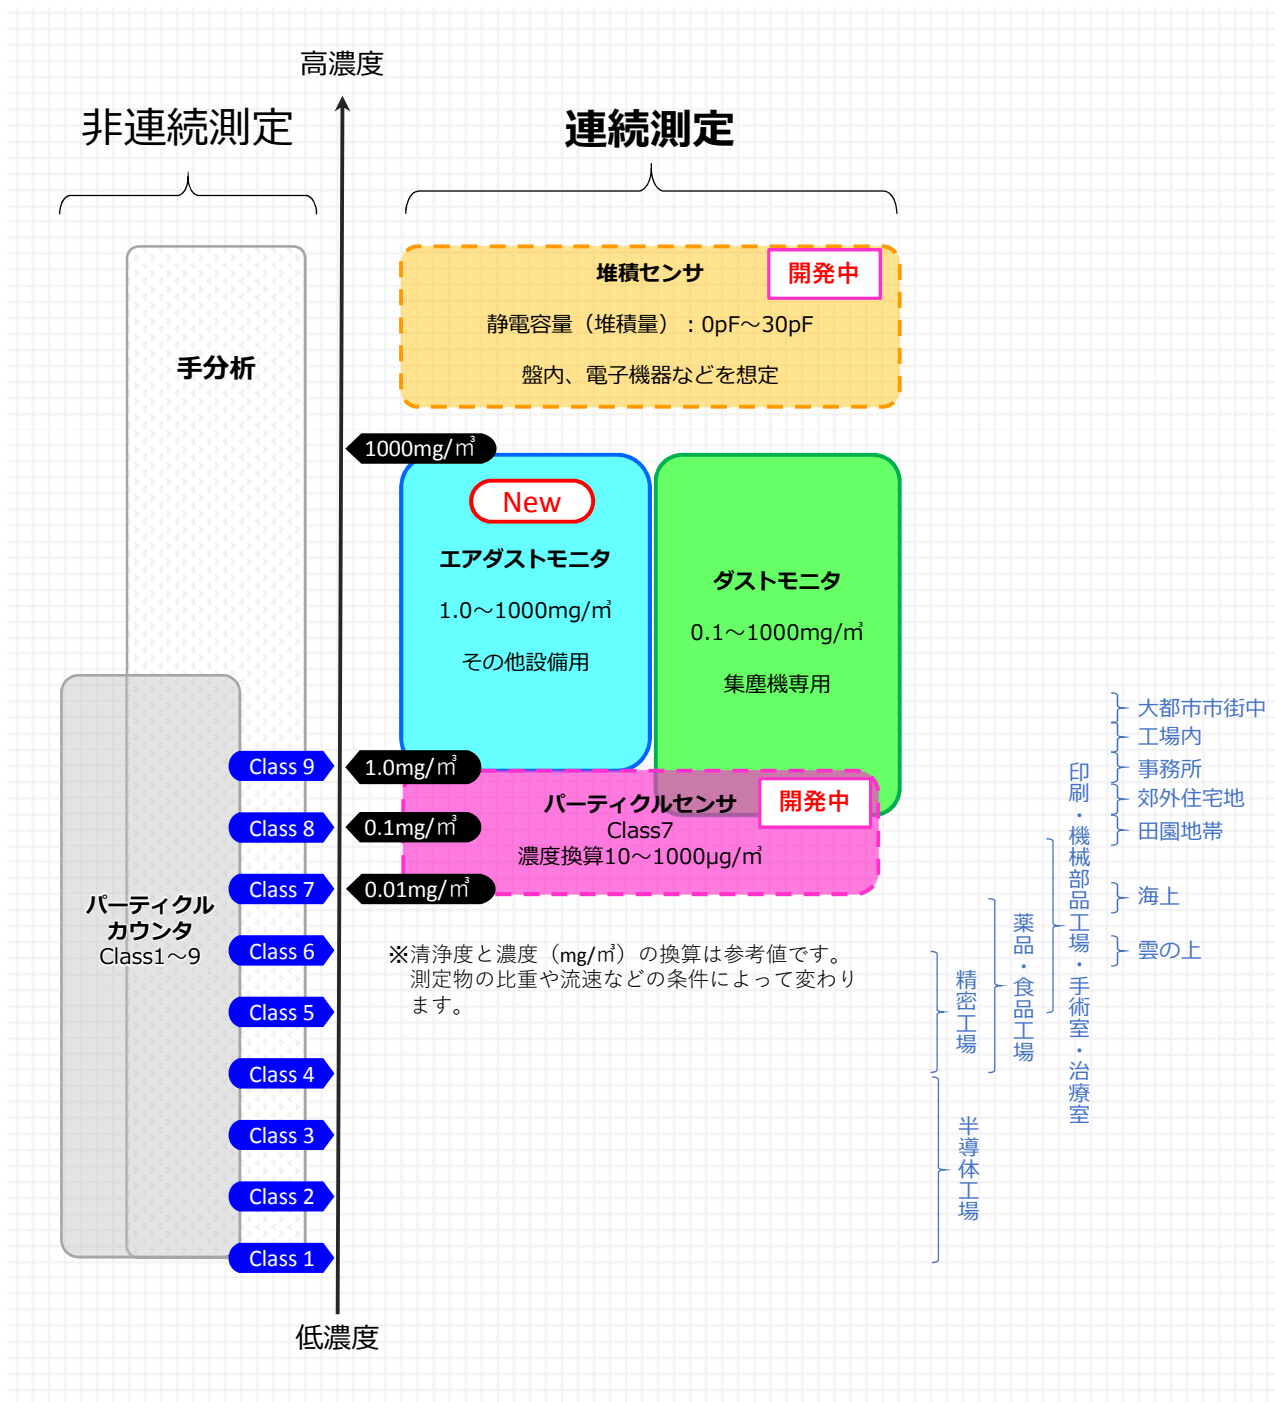 高濃度
非連続測定
連続測定
堆積センサ
開発中
静電容量（堆積量）：0pF～30pF
盤内、電子機器などを想定
手分析
1000mg/㎥
New
エアダストモニタ
1.0～1000mg/㎥
その他設備用
ダストモニタ
0.1～1000mg/㎥
集塵機専用
Class 9
1.0mg/㎥
Class 8
0.1mg/㎥
Class 7
0.01mg/㎥
パーティクルセンサ
開発中
Class7
濃度換算10～1000μg/㎥
パーティクル
カウンタ
Class1～9
Class 6
Class 5
Class 4
Class 3
Class 2
Class 1
※清浄度と濃度（mg/㎥）の換算は参考値です。
測定物の比重や流速などの条件によって変わり
ます。
精密工場
半導体工場
薬品・食品工場
印刷・機械部品工場・手術室・治療室
大都市市街中
工場内
事務所
郊外住宅地
田園地帯
海上
雲の上
低濃度